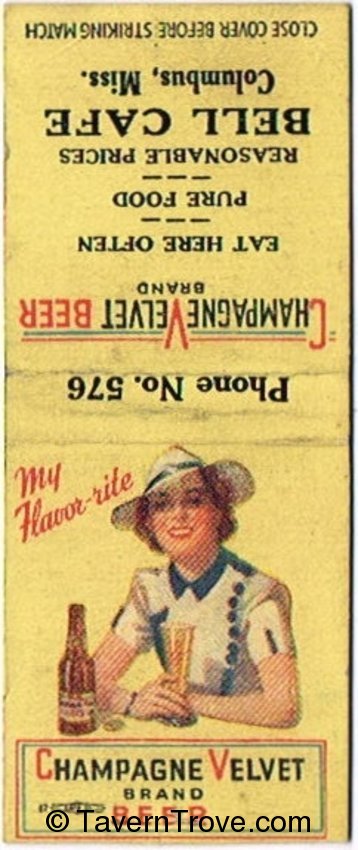 CLOSE COVER BEFORE STRIKING MATCH
Columbus, Miss.
BELL CAFE
REASONABLE PRICES
PURE FOOD
EAT HERE OFTEN
CHAMPAGNE VELVET BEER
BRAND
Phone No. 576
My
Flavor-rite
CHAMPAGNE VELVET
BRAND
BEER
© TavernTrove.com